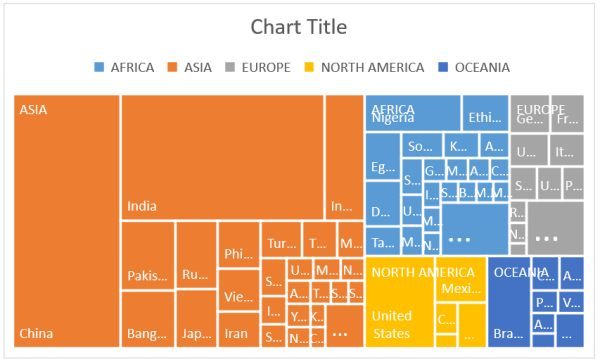 Chart Title
AFRICA
ASIA
EUROPE
NORTH AMERICA
OCEANIA
ASIA
China
India
In...
Pakis...
Bang...
Ru...
Jap...
Phi...
Vie...
Iran
Tur...
T...
M...
S...
U...
M...
N...
A...
T...
S...
S...
I...
Y...
K...
S...
N...
C...
...
AFRICA
Nigeria
Ethi...
Eg...
D...
Ta...
So...
K...
A...
S...
G...
M...
A...
C...
I...
S...
B...
M...
M...
U...
M...
M...
N...
...
EUROPE
Ge...
Fr...
U...
It...
S...
U...
P...
R...
N...
...
NORTH AMERICA
United
States
Mexi...
C...
...
OCEANIA
Bra...
C...
A...
P...
V...
A...
...